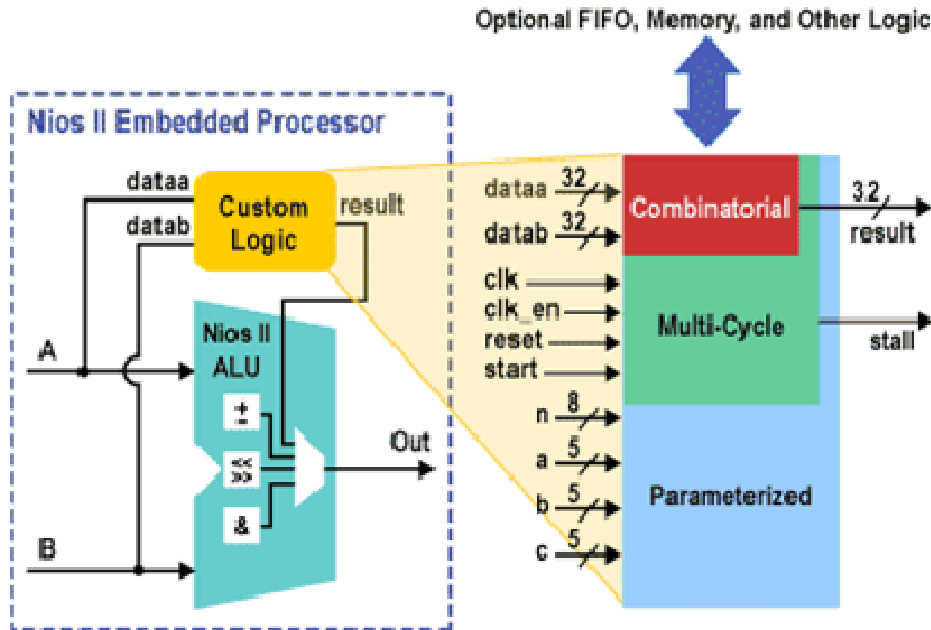 Optional FIFO, Memory, and Other Logic
Nios II Embedded Processor
dataa
datab
Custom
Logic
result
A
B
Nios II
ALU
+
-
<<
>>
&
Out
dataa
32
datab
32
clk
clk_en
reset
start
n
8
a
5
b
5
c
5
Combinatorial
Multi-Cycle
Parameterized
32
result
stall